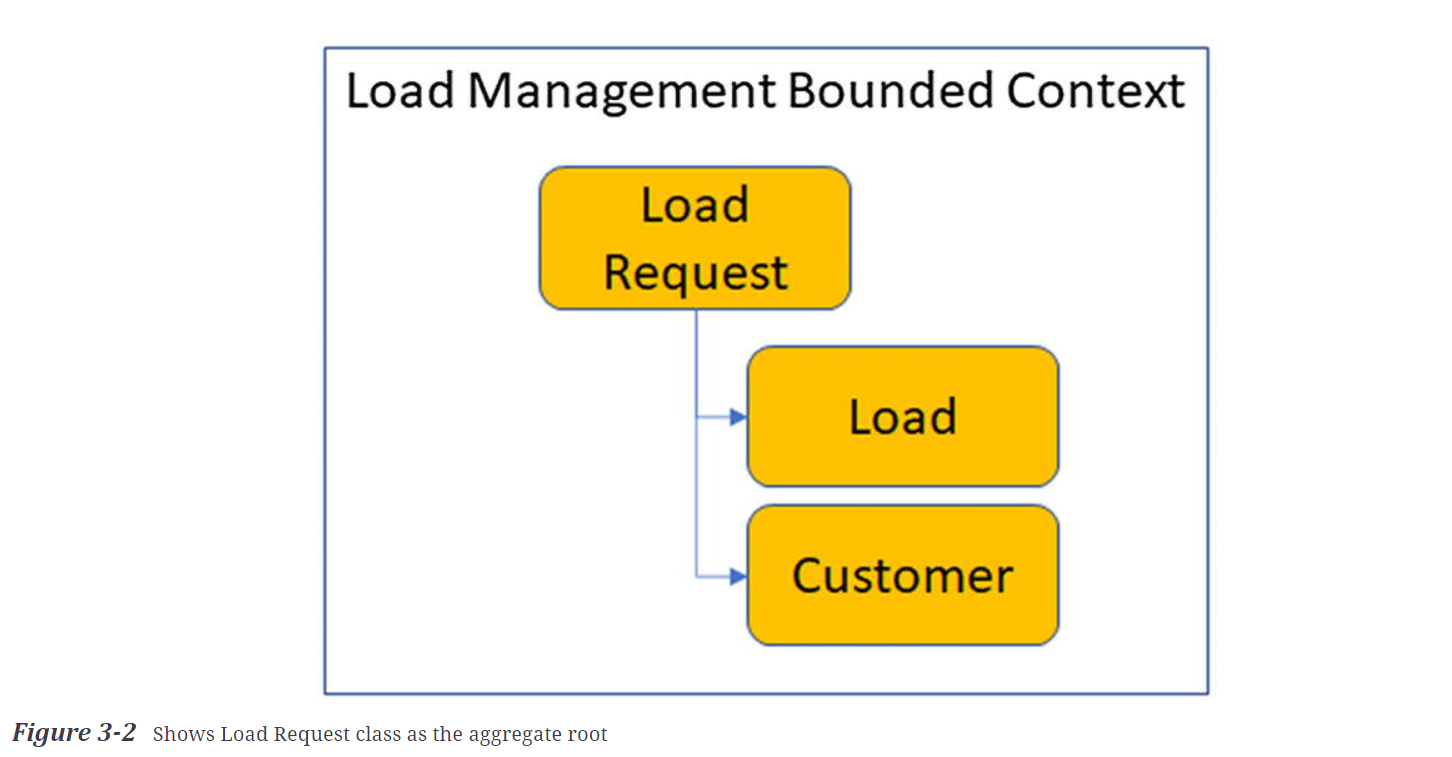 Load Management Bounded Context
Load
Request
Load
Customer
Figure 3-2 Shows Load Request class as the aggregate root